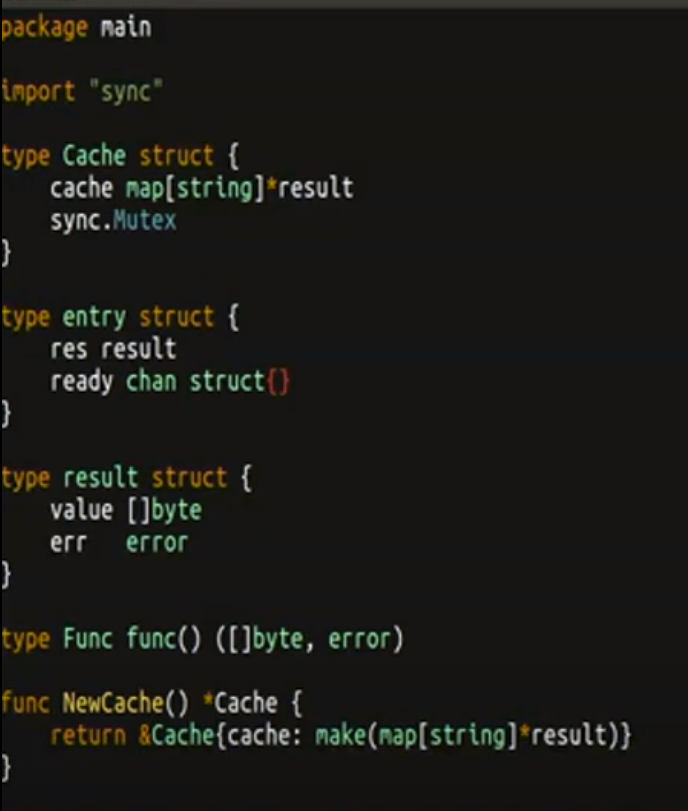 package main
import "sync"
type Cache struct {
    cache map[string]*result
    sync.Mutex
}
type entry struct {
    res result
    ready chan struct{}
}
type result struct {
    value []byte
    err   error
}
type Func func() ([]byte, error)
func NewCache() *Cache {
    return &Cache{cache: make(map[string]*result)}
}